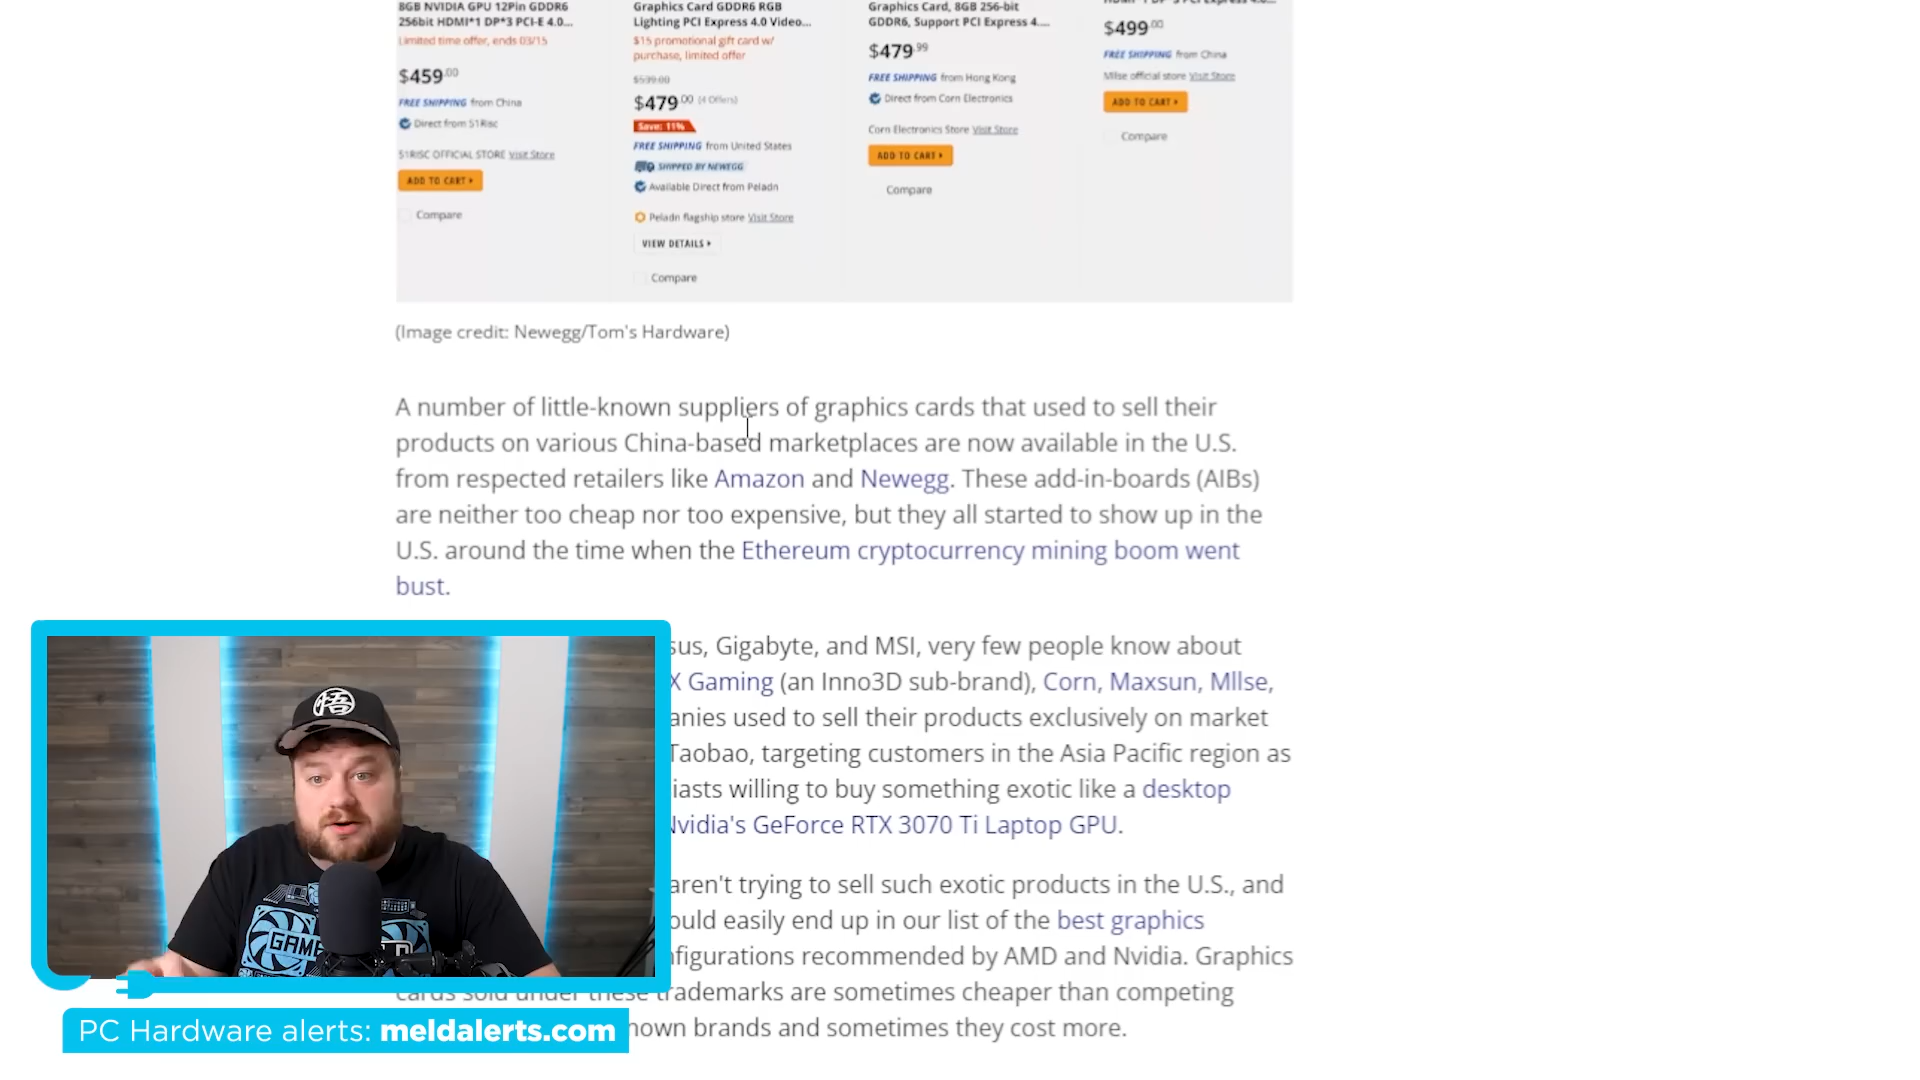 8GB NVIDIA GPU 12Pin GDDR6
256bit HDMI*1 DP*3 PCI-E 4.0...
Limited time offer, ends 03/15
$459.00
FREE SHIPPING from China
Direct from 51Risc
51RISC OFFICIAL STORE Visit Store
ADD TO CART
Compare
Graphics Card GDDR6 RGB
Lighting PCI Express 4.0 Video...
$15 promotional gift card w/
purchase, limited offer
$539.00
$479.00 (4 Offers)
Save: 11%
FREE SHIPPING from United States
SHIPPED BY NEWEGG
Available Direct from Peladn
Peladn flagship store Visit Store
VIEW DETAILS
Compare
Graphics Card, 8GB 256-bit
GDDR6, Support PCI Express 4....
$479.99
FREE SHIPPING from Hong Kong
Direct from Corn Electronics
Corn Electronics Store Visit Store
ADD TO CART
Compare
$499.00
FREE SHIPPING from China
Mllse official store Visit Store
ADD TO CART
Compare
(Image credit: Newegg/Tom's Hardware)
A number of little-known suppliers of graphics cards that used to sell their
products on various China-based marketplaces are now available in the U.S.
from respected retailers like Amazon and Newegg. These add-in-boards (AIBs)
are neither too cheap nor too expensive, but they all started to show up in the
U.S. around the time when the Ethereum cryptocurrency mining boom went
bust.
sus, Gigabyte, and MSI, very few people know about
X Gaming (an Inno3D sub-brand), Corn, Maxsun, Mllse,
anies used to sell their products exclusively on market
Taobao, targeting customers in the Asia Pacific region as
iasts willing to buy something exotic like a desktop
Nvidia's GeForce RTX 3070 Ti Laptop GPU.
aren't trying to sell such exotic products in the U.S., and
ould easily end up in our list of the best graphics
nfigurations recommended by AMD and Nvidia. Graphics
cards sold under these trademarks are sometimes cheaper than competing
nown brands and sometimes they cost more.
悟
GAME
PC Hardware alerts: meldalerts.com